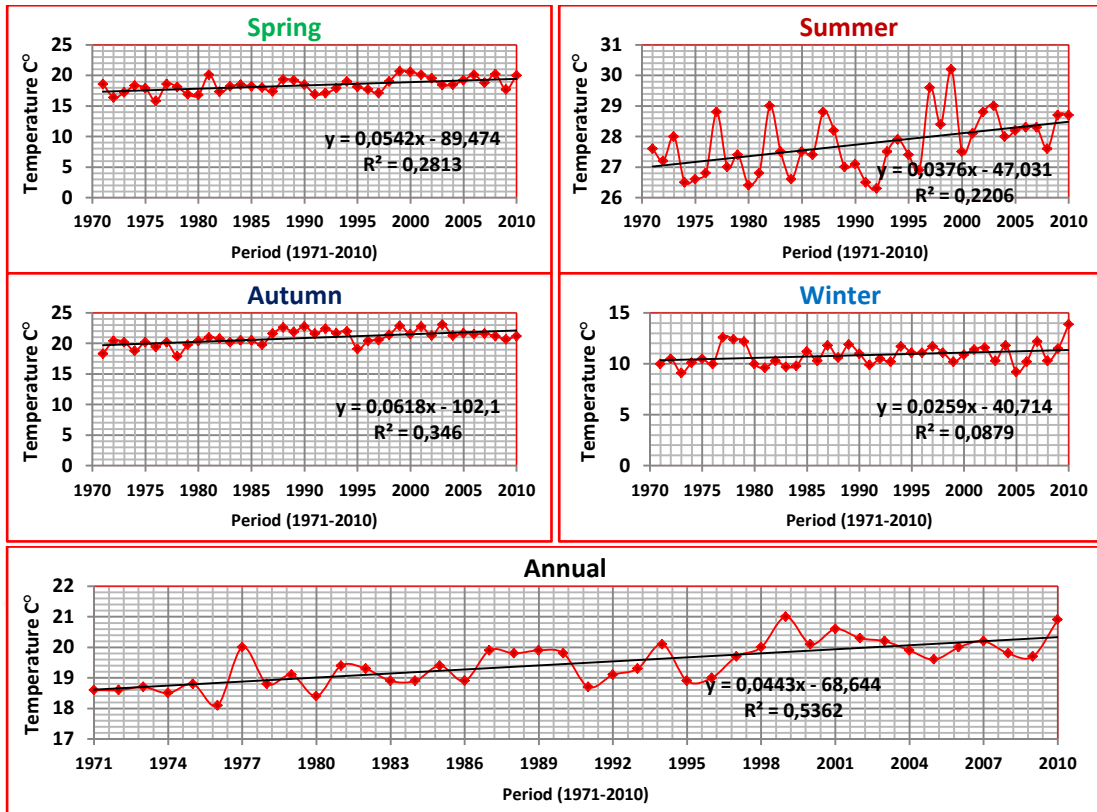 Spring
Temperature C°
25
20
15
10
5
0
y = 0,0542x - 89,474
R² = 0,2813
1970 1975 1980 1985 1990 1995 2000 2005 2010
Period (1971-2010)
Summer
Temperature C°
31
30
29
28
27
26
y = 0,0376x - 47,031
R² = 0,2206
1970 1975 1980 1985 1990 1995 2000 2005 2010
Period (1971-2010)
Autumn
Temperature C°
25
20
15
10
5
0
y = 0,0618x - 102,1
R² = 0,346
1970 1975 1980 1985 1990 1995 2000 2005 2010
Period (1971-2010)
Winter
Temperature C°
15
10
5
0
y = 0,0259x - 40,714
R² = 0,0879
1970 1975 1980 1985 1990 1995 2000 2005 2010
Period (1971-2010)
Annual
Temperature C°
22
21
20
19
18
17
y = 0,0443x - 68,644
R² = 0,5362
1971 1974 1977 1980 1983 1986 1989 1992 1995 1998 2001 2004 2007 2010
Period (1971-2010)